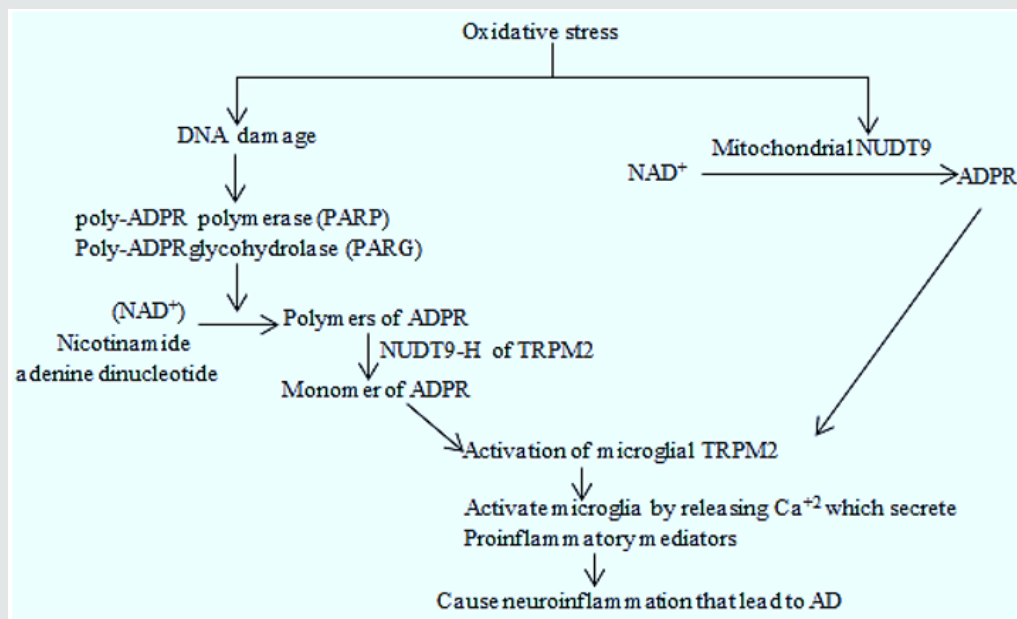 Oxidative stress
DNA damage
Mitochondrial NUDT9
NAD⁺
ADPR
poly-ADPR polymerase (PARP)
Poly-ADPR glycohydrolase (PARG)
(NAD⁺)
Nicotinamide
adenine dinucleotide
Polymers of ADPR
NUDT9-H of TRPM2
Monomer of ADPR
Activation of microglial TRPM2
Activate microglia by releasing Ca⁺² which secrete
Proinflammatory mediators
Cause neuroinflammation that lead to AD